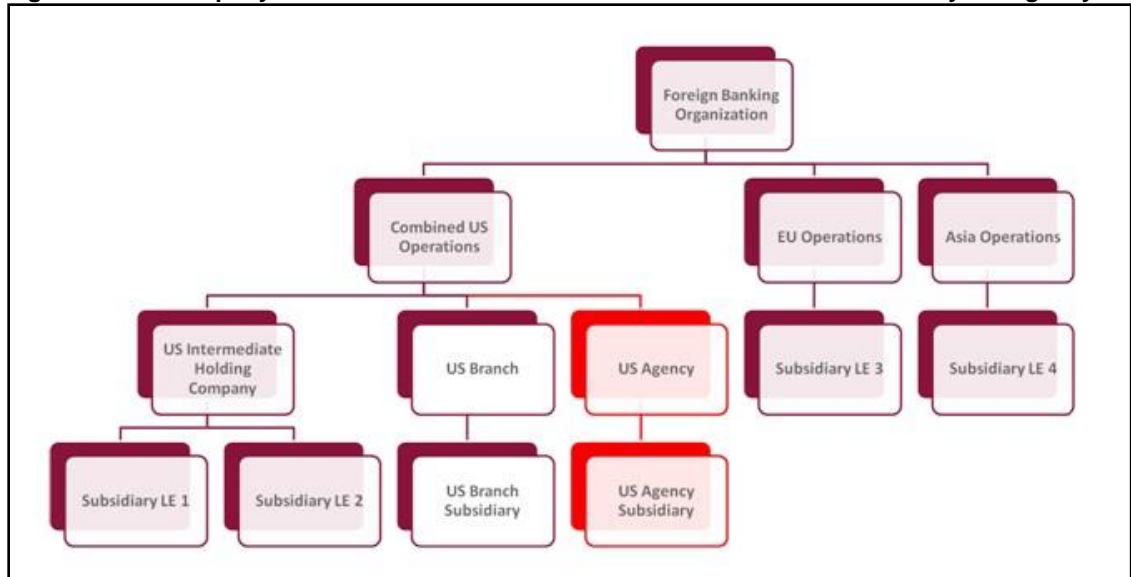 Foreign Banking
Organization
Combined US
Operations
EU Operations
Asia Operations
US Intermediate
Holding
Company
US Branch
US Agency
Subsidiary LE 3
Subsidiary LE 4
Subsidiary LE 1
Subsidiary LE 2
US Branch
Subsidiary
US Agency
Subsidiary